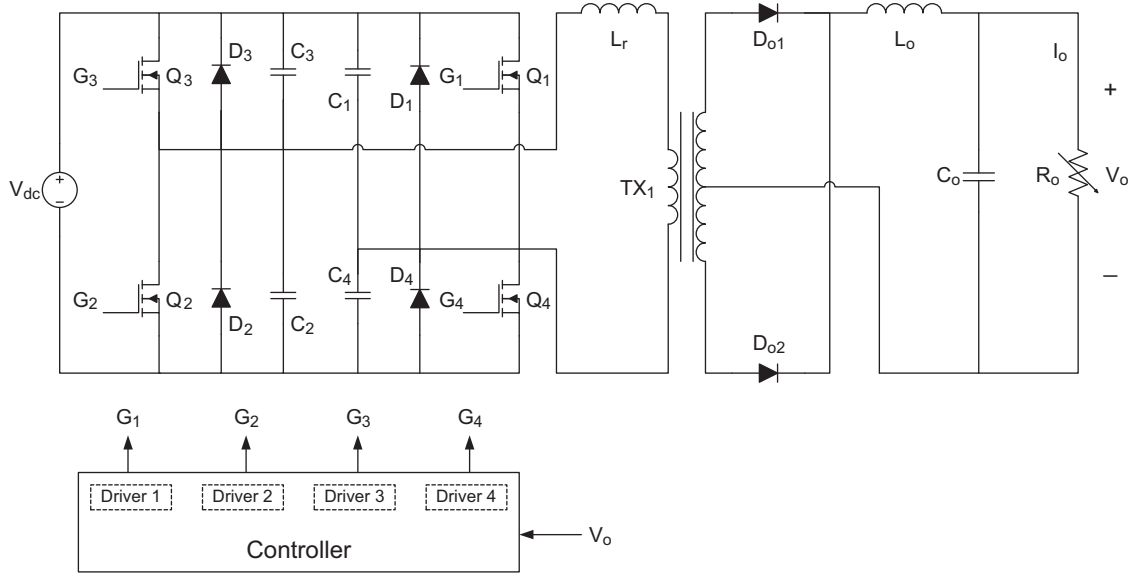 Lᵣ
Dₒ₁
Lₒ
Iₒ
G₃
Q₃
D₃
C₃
C₁
D₁
G₁
Q₁
+
V_dc
+
−
TX₁
Cₒ
Rₒ
Vₒ
G₂
Q₂
D₂
C₂
C₄
D₄
G₄
Q₄
−
Dₒ₂
G₁ G₂ G₃ G₄
Driver 1 Driver 2 Driver 3 Driver 4
Controller
Vₒ